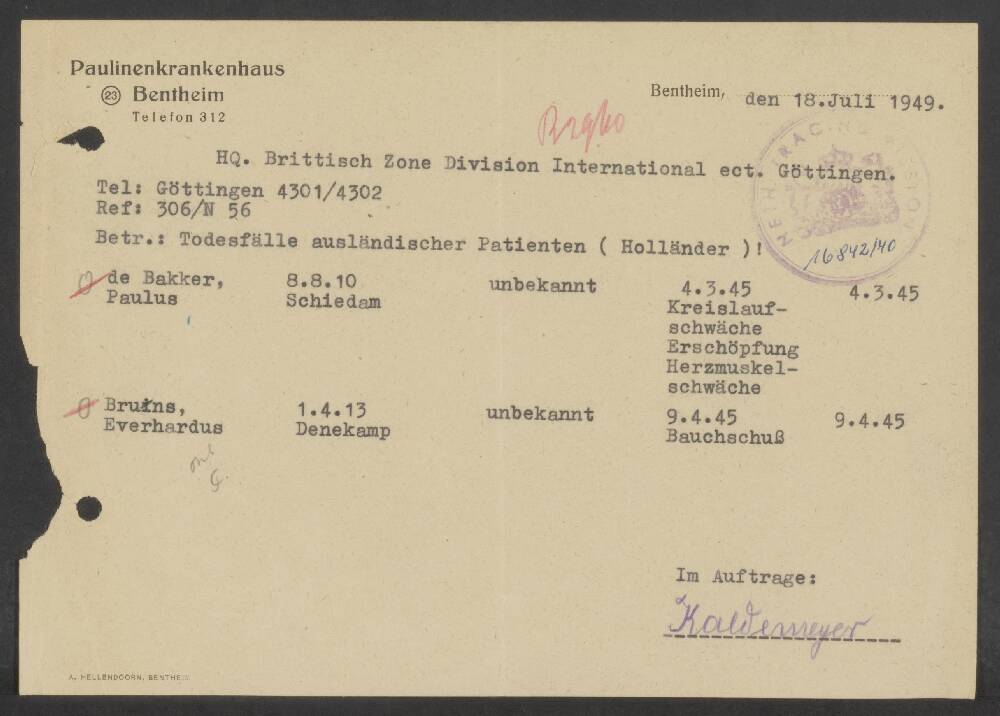 Paulinenkrankenhaus
23 Bentheim
Telefon 312
Bentheim, den 18.Juli 1949.
HQ. Brittisch Zone Division International ect. Göttingen.
Tel: Göttingen 4301/4302
Ref: 306/N 56
16842/40
Betr.: Todesfälle ausländischer Patienten ( Holländer )!
de Bakker, 8.8.10 unbekannt 4.3.45 4.3.45
Paulus Schiedam Kreislauf-
schwäche
Erschöpfung
Herzmuskel-
schwäche
Bruins, 1.4.13 unbekannt 9.4.45 9.4.45
Everhardus Denekamp Bauchschuß
Im Auftrage:
Kaldemeyer
A. HELLENDOORN, BENTHEIM